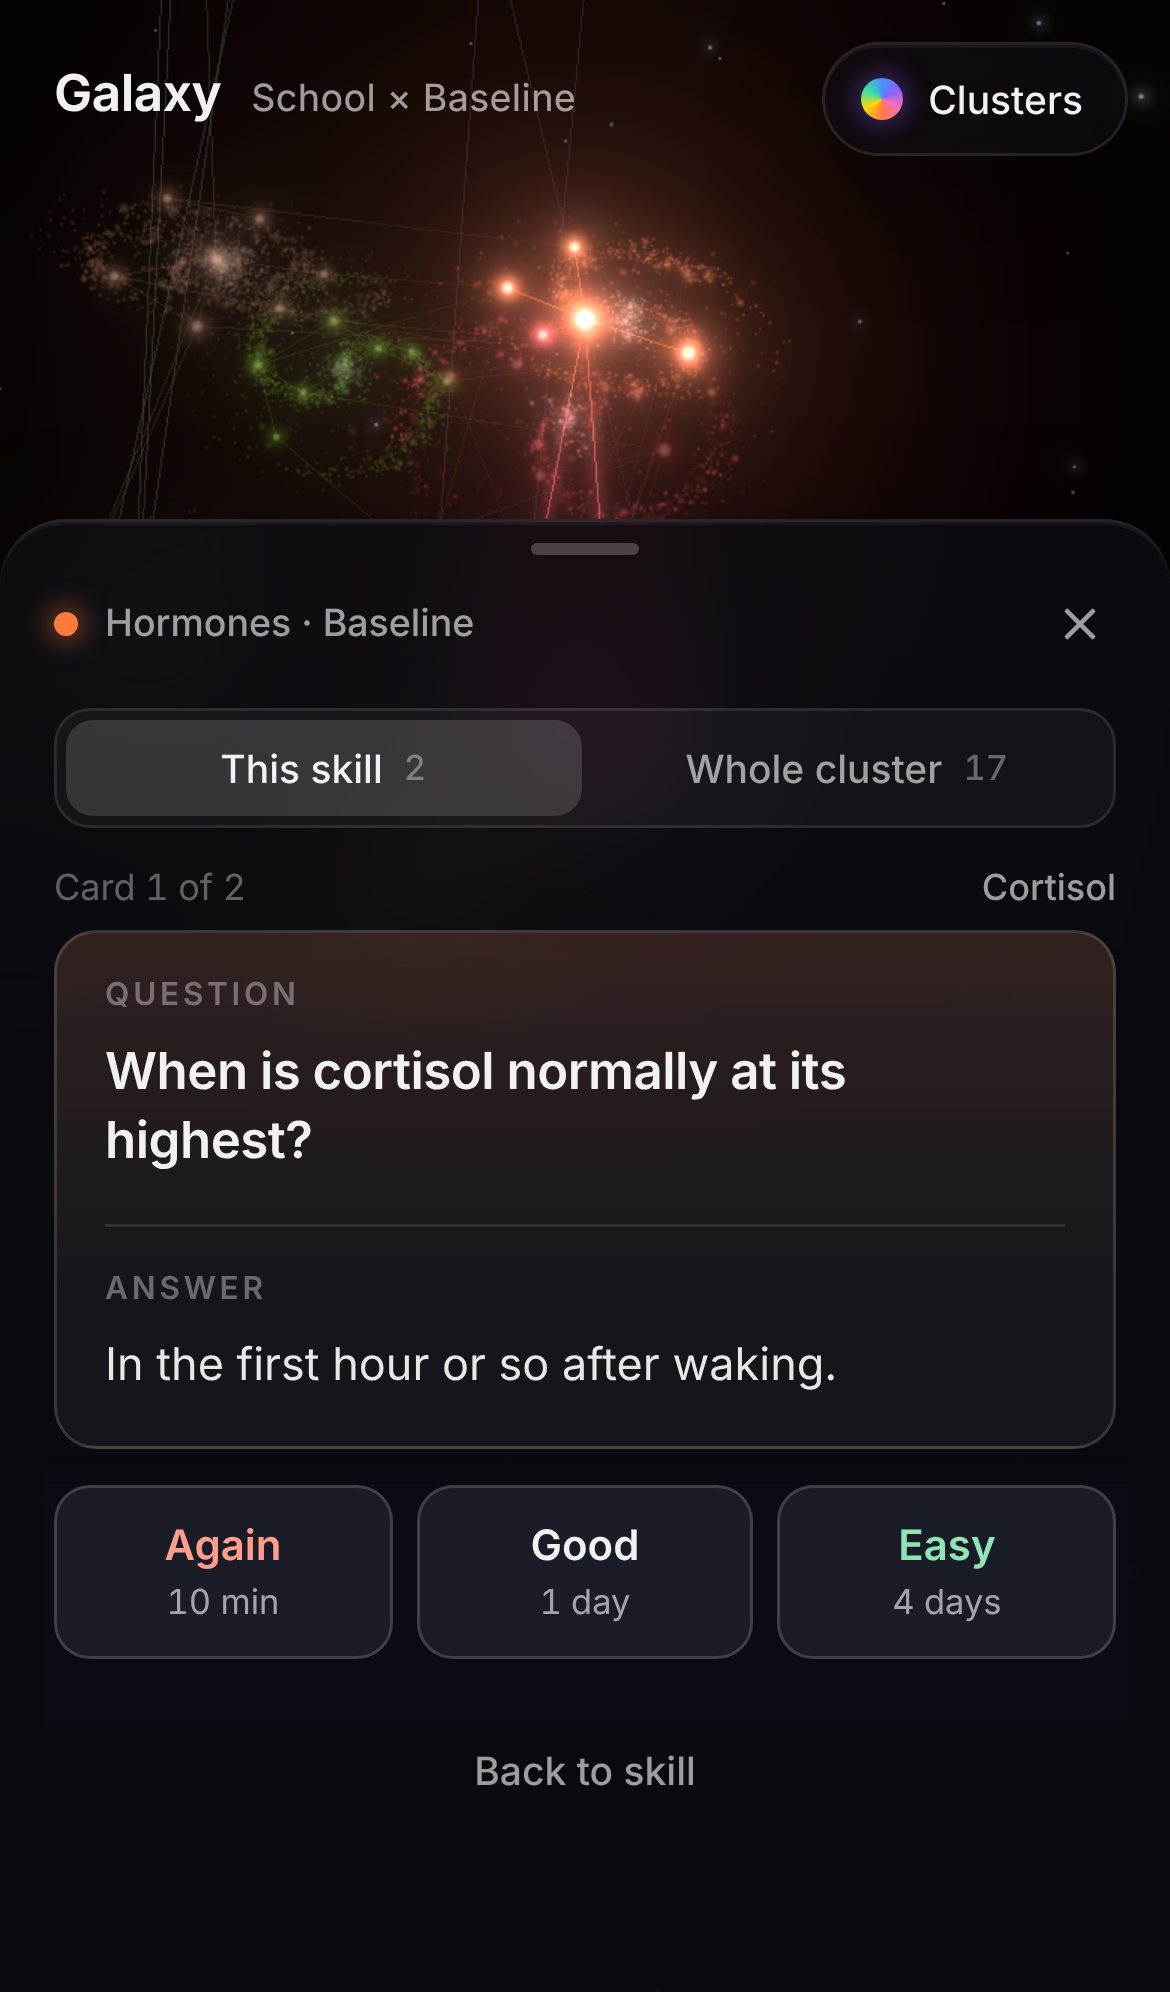 Galaxy School × Baseline
Clusters
Hormones · Baseline
This skill 2
Whole cluster 17
Card 1 of 2
Cortisol
QUESTION
When is cortisol normally at its
highest?
ANSWER
In the first hour or so after waking.
Again
10 min
Good
1 day
Easy
4 days
Back to skill